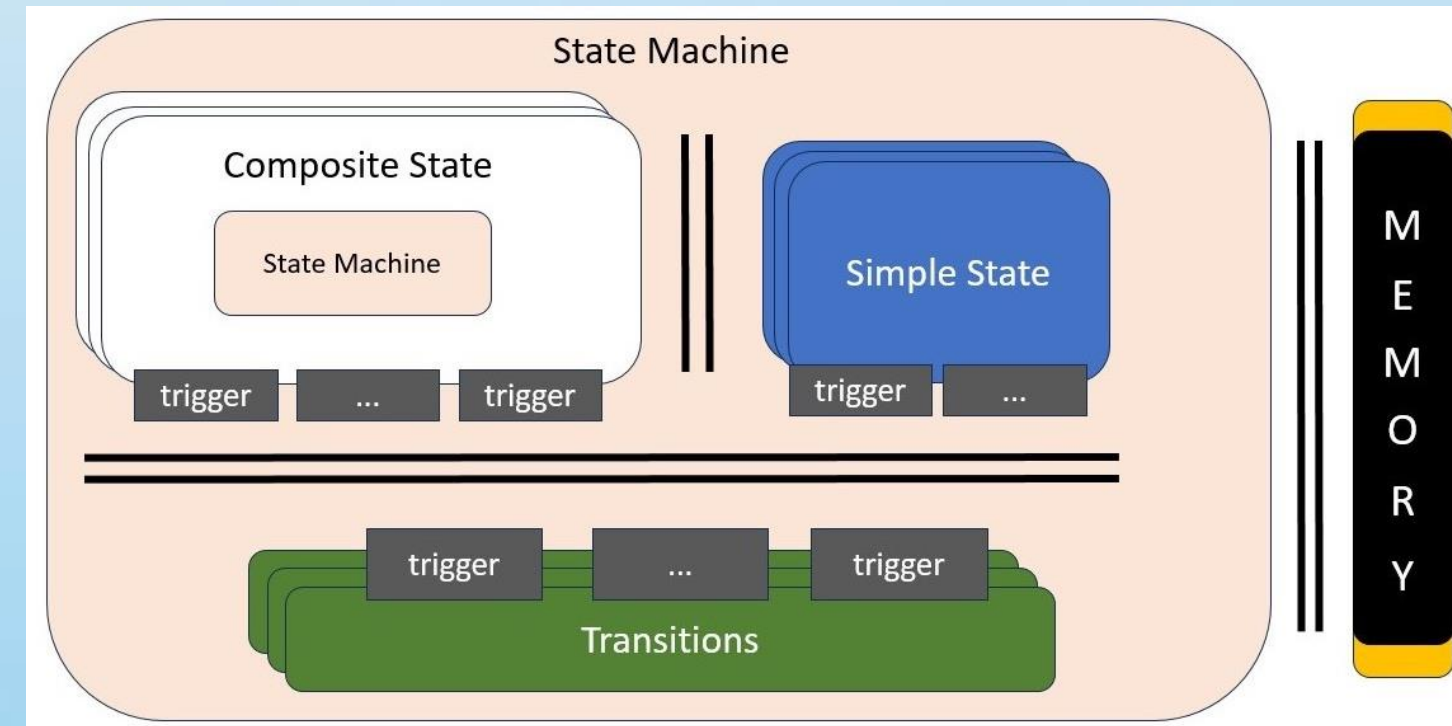 State Machine
Composite State
State Machine
trigger
...
trigger
Simple State
trigger
...
trigger
...
trigger
Transitions
M
E
M
O
R
Y